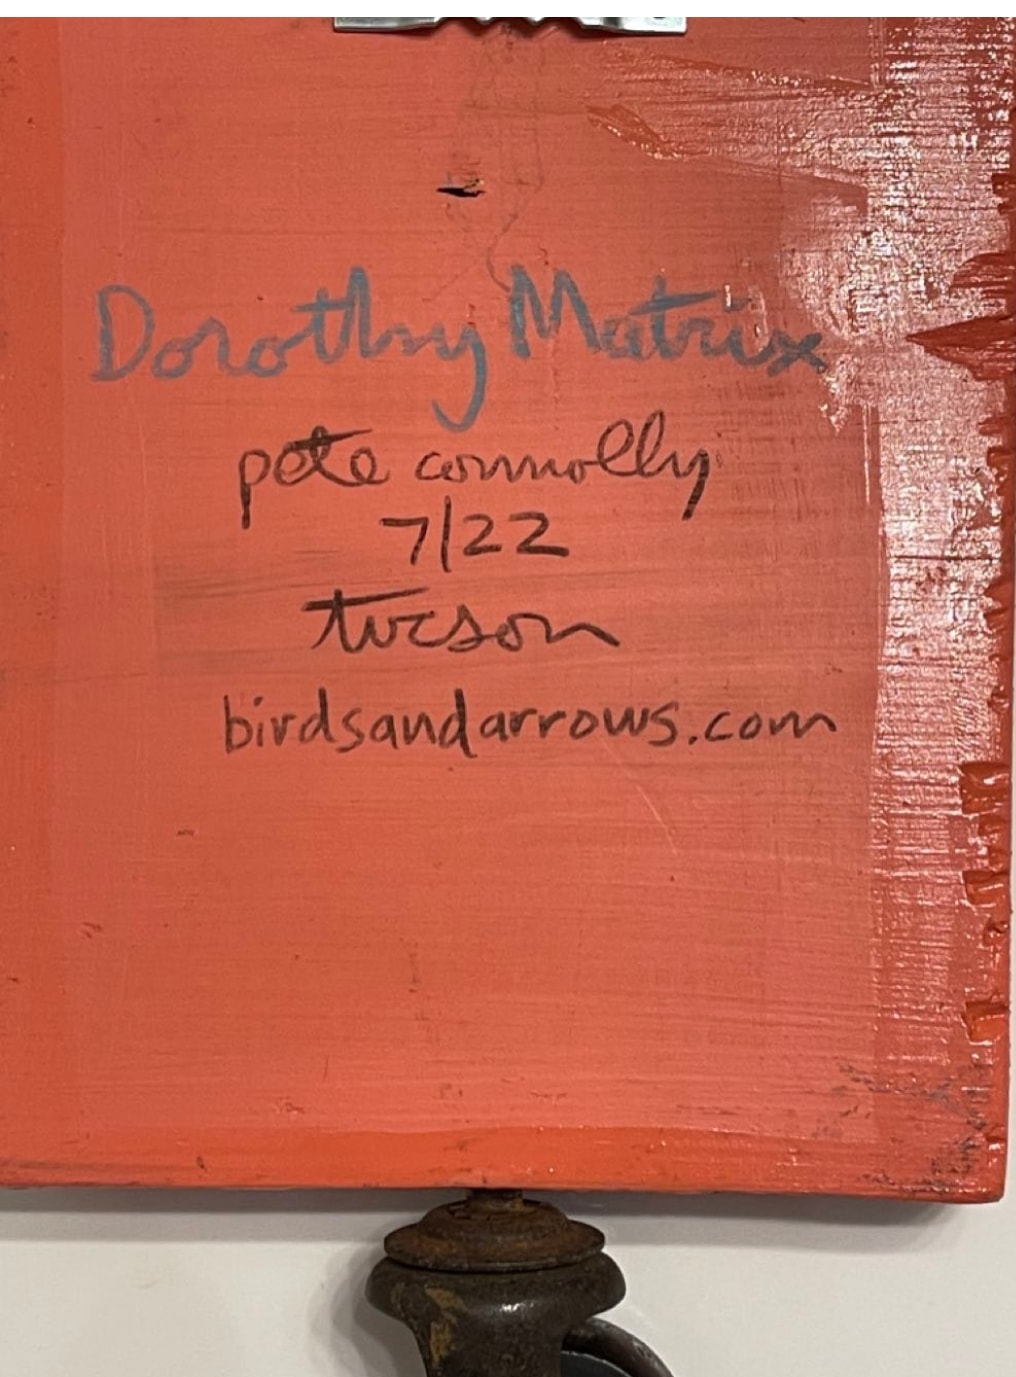 Dorothy Matrix
pete connolly
7/22
tucson
birdsandarrows.com